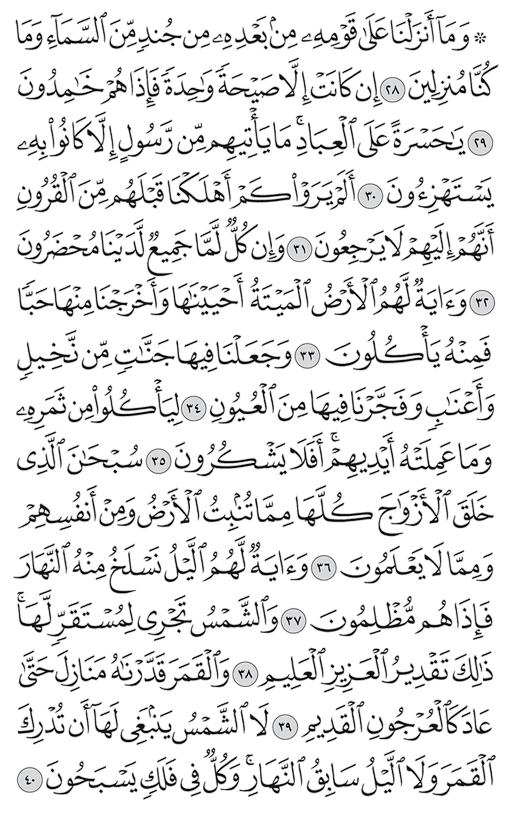 ۞ وَمَآ أَنزَلْنَا عَلَىٰ قَوْمِهِۦ مِنۢ بَعْدِهِۦ مِن جُندٍ مِّنَ ٱلسَّمَآءِ وَمَا
كُنَّا مُنزِلِينَ ٢٨ إِن كَانَتْ إِلَّا صَيْحَةً وَٰحِدَةً فَإِذَا هُمْ خَٰمِدُونَ
٢٩ يَٰحَسْرَةً عَلَى ٱلْعِبَادِ ۚ مَا يَأْتِيهِم مِّن رَّسُولٍ إِلَّا كَانُوا۟ بِهِۦ
يَسْتَهْزِءُونَ ٣٠ أَلَمْ يَرَوْا۟ كَمْ أَهْلَكْنَا قَبْلَهُم مِّنَ ٱلْقُرُونِ
أَنَّهُمْ إِلَيْهِمْ لَا يَرْجِعُونَ ٣١ وَإِن كُلٌّ لَّمَّا جَمِيعٌ لَّدَيْنَا مُحْضَرُونَ
٣٢ وَءَايَةٌ لَّهُمُ ٱلْأَرْضُ ٱلْمَيْتَةُ أَحْيَيْنَٰهَا وَأَخْرَجْنَا مِنْهَا حَبًّا
فَمِنْهُ يَأْكُلُونَ ٣٣ وَجَعَلْنَا فِيهَا جَنَّٰتٍ مِّن نَّخِيلٍ
وَأَعْنَٰبٍ وَفَجَّرْنَا فِيهَا مِنَ ٱلْعُيُونِ ٣٤ لِيَأْكُلُوا۟ مِن ثَمَرِهِۦ
وَمَا عَمِلَتْهُ أَيْدِيهِمْ ۖ أَفَلَا يَشْكُرُونَ ٣٥ سُبْحَٰنَ ٱلَّذِى
خَلَقَ ٱلْأَزْوَٰجَ كُلَّهَا مِمَّا تُنۢبِتُ ٱلْأَرْضُ وَمِنْ أَنفُسِهِمْ
وَمِمَّا لَا يَعْلَمُونَ ٣٦ وَءَايَةٌ لَّهُمُ ٱلَّيْلُ نَسْلَخُ مِنْهُ ٱلنَّهَارَ
فَإِذَا هُم مُّظْلِمُونَ ٣٧ وَٱلشَّمْسُ تَجْرِى لِمُسْتَقَرٍّ لَّهَا ۚ
ذَٰلِكَ تَقْدِيرُ ٱلْعَزِيزِ ٱلْعَلِيمِ ٣٨ وَٱلْقَمَرَ قَدَّرْنَٰهُ مَنَازِلَ حَتَّىٰ
عَادَ كَٱلْعُرْجُونِ ٱلْقَدِيمِ ٣٩ لَا ٱلشَّمْسُ يَنۢبَغِى لَهَآ أَن تُدْرِكَ
ٱلْقَمَرَ وَلَا ٱلَّيْلُ سَابِقُ ٱلنَّهَارِ ۚ وَكُلٌّ فِى فَلَكٍ يَسْبَحُونَ ٤٠